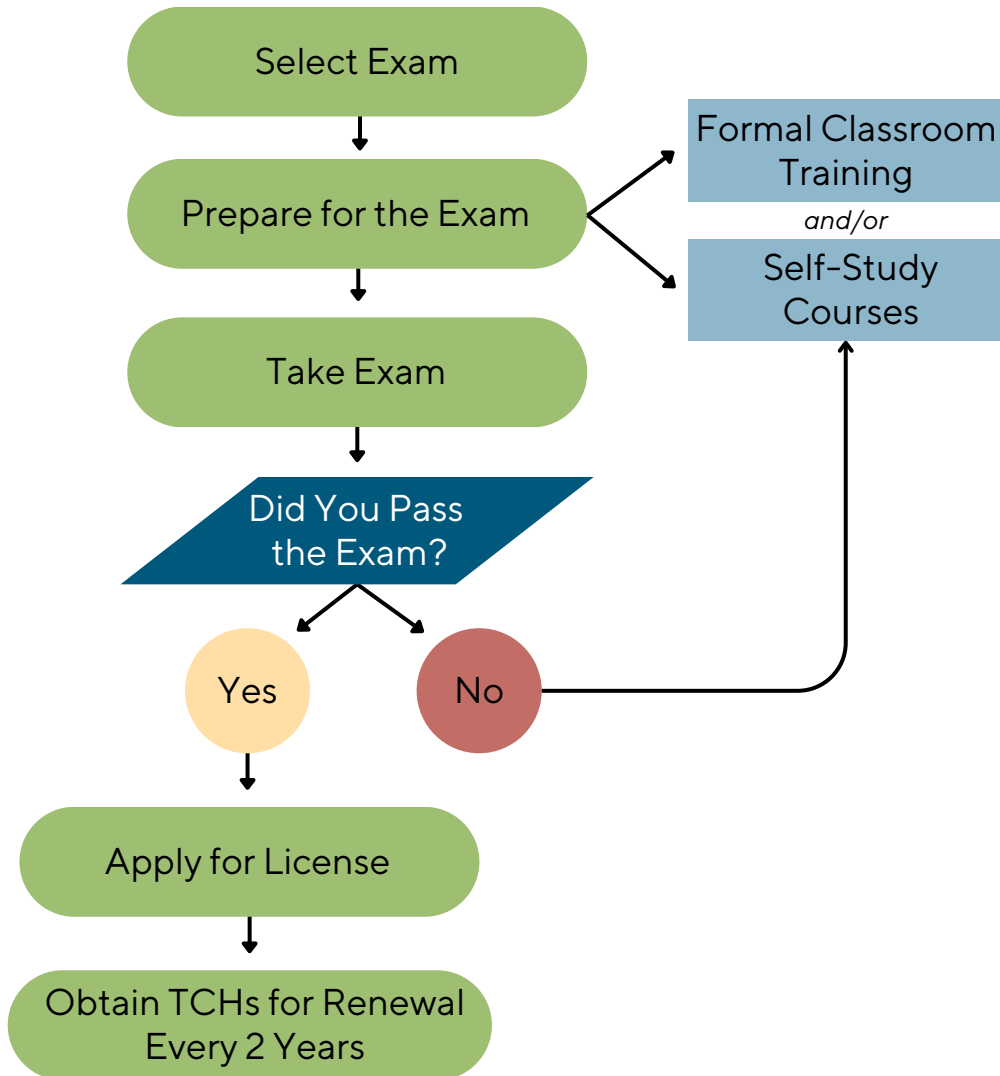 Select Exam
Prepare for the Exam
Formal Classroom
Training
and/or
Self-Study
Courses
Take Exam
Did You Pass
the Exam?
Yes
No
Apply for License
Obtain TCHs for Renewal
Every 2 Years